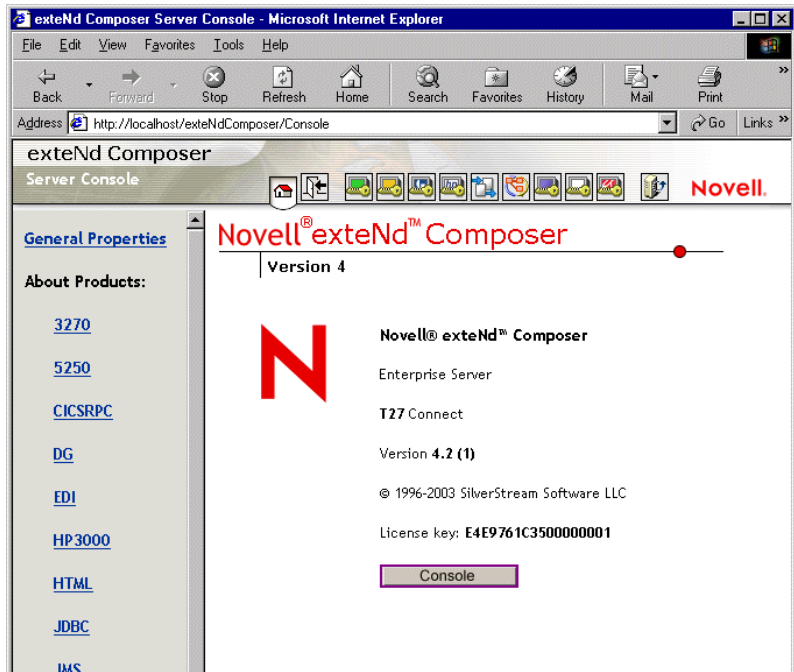 exteNd Composer Server Console - Microsoft Internet Explorer
File Edit View Favorites Tools Help
Back Forward Stop Refresh Home Search Favorites History Mail Print »
Address http://localhost/exteNdComposer/Console Go Links »
exteNd Composer
Server Console
hp
Novell.
General Properties
About Products:
3270
5250
CICSRPC
DG
EDI
HP3000
HTML
JDBC
JMS
Novell® exteNd™ Composer
Version 4
N
Novell® exteNd™ Composer
Enterprise Server
T27 Connect
Version 4.2 (1)
© 1996-2003 SilverStream Software LLC
License key: E4E9761C3500000001
Console